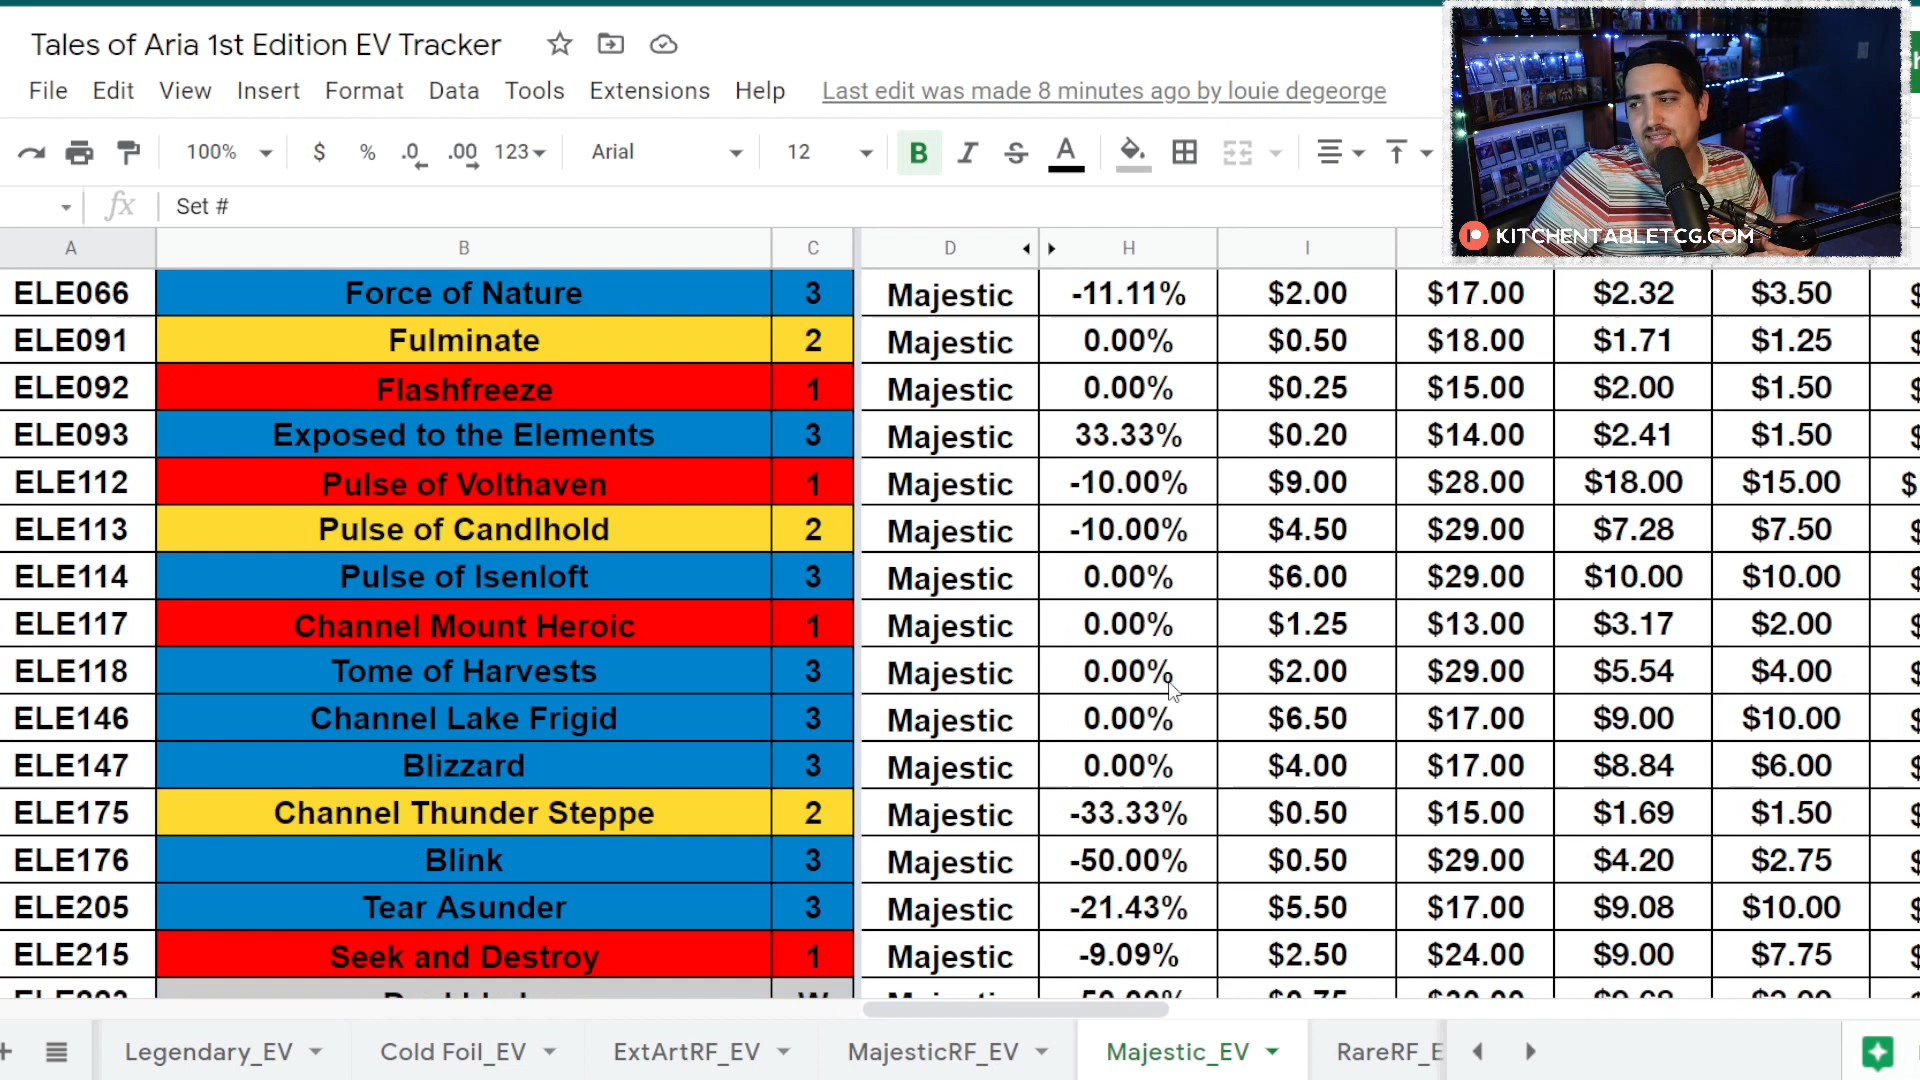 Tales of Aria 1st Edition EV Tracker
File Edit View Insert Format Data Tools Extensions Help Last edit was made 8 minutes ago by louie degeorge
100% $ % .0 .00 123 Arial 12 B I S A
fx Set #
KITCHENTABLETCG.COM
A B C D H I
ELE066 Force of Nature 3 Majestic -11.11% $2.00 $17.00 $2.32 $3.50 $
ELE091 Fulminate 2 Majestic 0.00% $0.50 $18.00 $1.71 $1.25 $
ELE092 Flashfreeze 1 Majestic 0.00% $0.25 $15.00 $2.00 $1.50 $
ELE093 Exposed to the Elements 3 Majestic 33.33% $0.20 $14.00 $2.41 $1.50 $
ELE112 Pulse of Volthaven 1 Majestic -10.00% $9.00 $28.00 $18.00 $15.00 $
ELE113 Pulse of Candlhold 2 Majestic -10.00% $4.50 $29.00 $7.28 $7.50 $
ELE114 Pulse of Isenloft 3 Majestic 0.00% $6.00 $29.00 $10.00 $10.00 $
ELE117 Channel Mount Heroic 1 Majestic 0.00% $1.25 $13.00 $3.17 $2.00 $
ELE118 Tome of Harvests 3 Majestic 0.00% $2.00 $29.00 $5.54 $4.00 $
ELE146 Channel Lake Frigid 3 Majestic 0.00% $6.50 $17.00 $9.00 $10.00 $
ELE147 Blizzard 3 Majestic 0.00% $4.00 $17.00 $8.84 $6.00 $
ELE175 Channel Thunder Steppe 2 Majestic -33.33% $0.50 $15.00 $1.69 $1.50 $
ELE176 Blink 3 Majestic -50.00% $0.50 $29.00 $4.20 $2.75 $
ELE205 Tear Asunder 3 Majestic -21.43% $5.50 $17.00 $9.08 $10.00 $
ELE215 Seek and Destroy 1 Majestic -9.09% $2.50 $24.00 $9.00 $7.75 $
Legendary_EV Cold Foil_EV ExtArtRF_EV MajesticRF_EV Majestic_EV RareRF_E